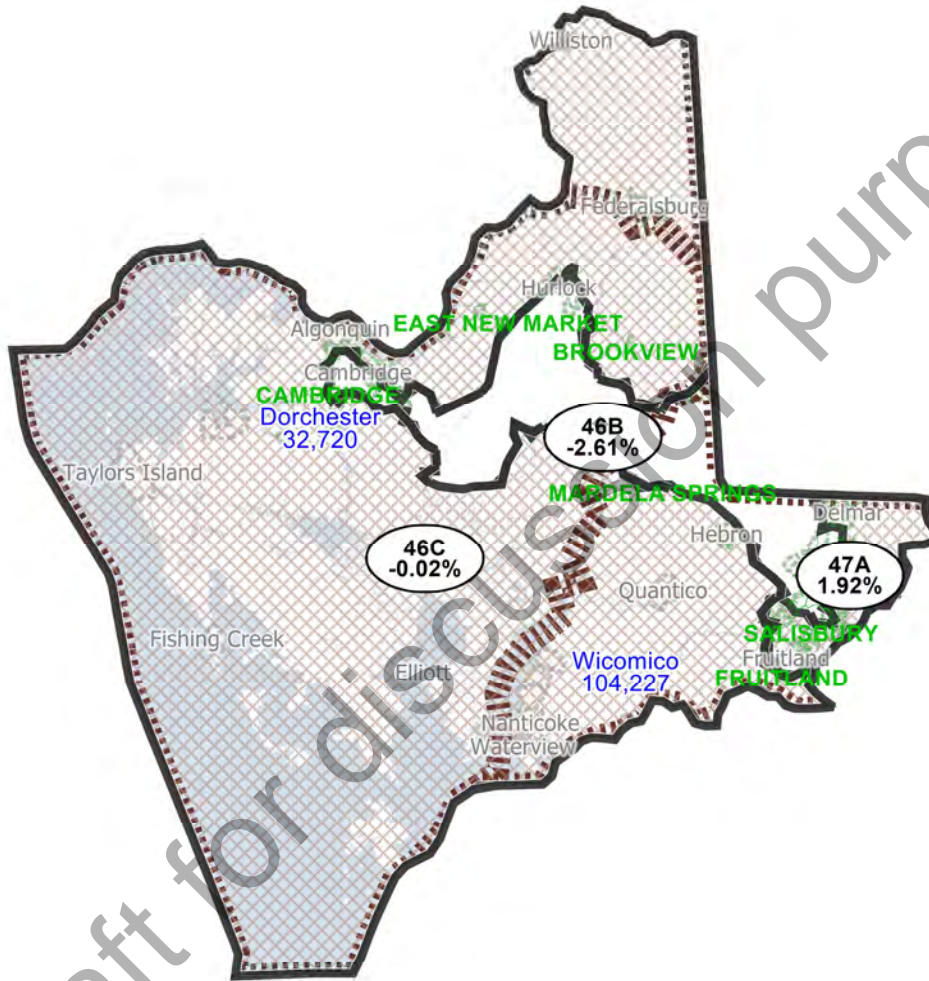 Williston
Federalsburg
Hurlock
Algonquin
EAST NEW MARKET
BROOKVIEW
Cambridge
CAMBRIDGE
Dorchester
32,720
46B
-2.61%
Taylors Island
MARDELA SPRINGS
Delmar
Hebron
46C
-0.02%
47A
1.92%
Quantico
SALISBURY
Fishing Creek
Fruitland
Wicomico
104,227
FRUITLAND
Elliott
Nanticoke
Waterview
aft for discussion purp